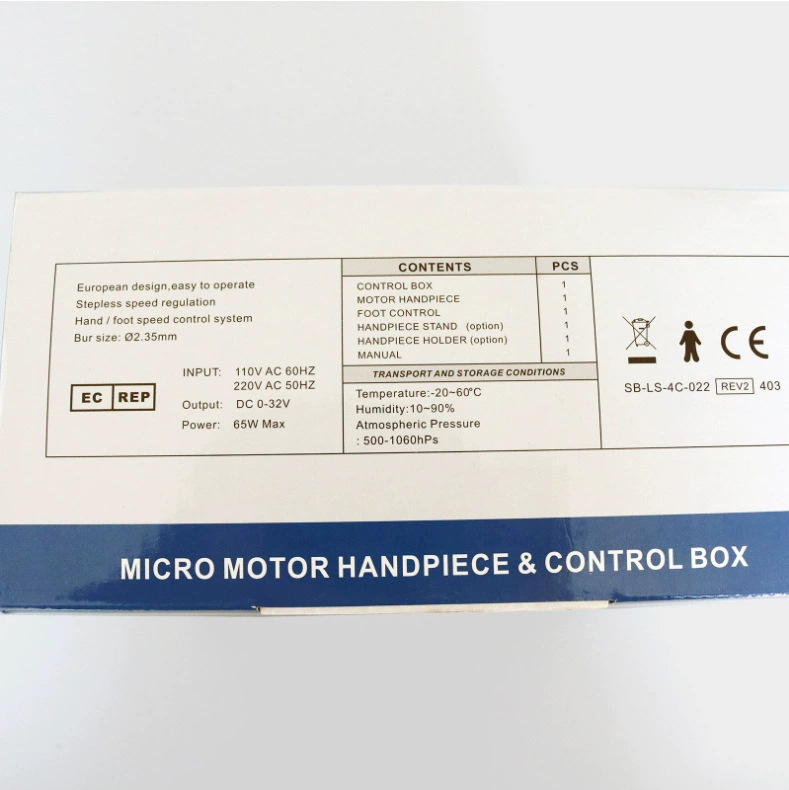 European design,easy to operate
Stepless speed regulation
Hand / foot speed control system
Bur size: Ø2.35mm
EC REP
INPUT: 110V AC 60HZ
220V AC 50HZ
Output: DC 0-32V
Power: 65W Max
CONTENTS PCS
CONTROL BOX 1
MOTOR HANDPIECE 1
FOOT CONTROL 1
HANDPIECE STAND (option) 1
HANDPIECE HOLDER (option) 1
MANUAL 1
TRANSPORT AND STORAGE CONDITIONS
Temperature:-20~60°C
Humidity:10~90%
Atmospheric Pressure
: 500-1060hPs
CE
SB-LS-4C-022 REV2 403
MICRO MOTOR HANDPIECE & CONTROL BOX